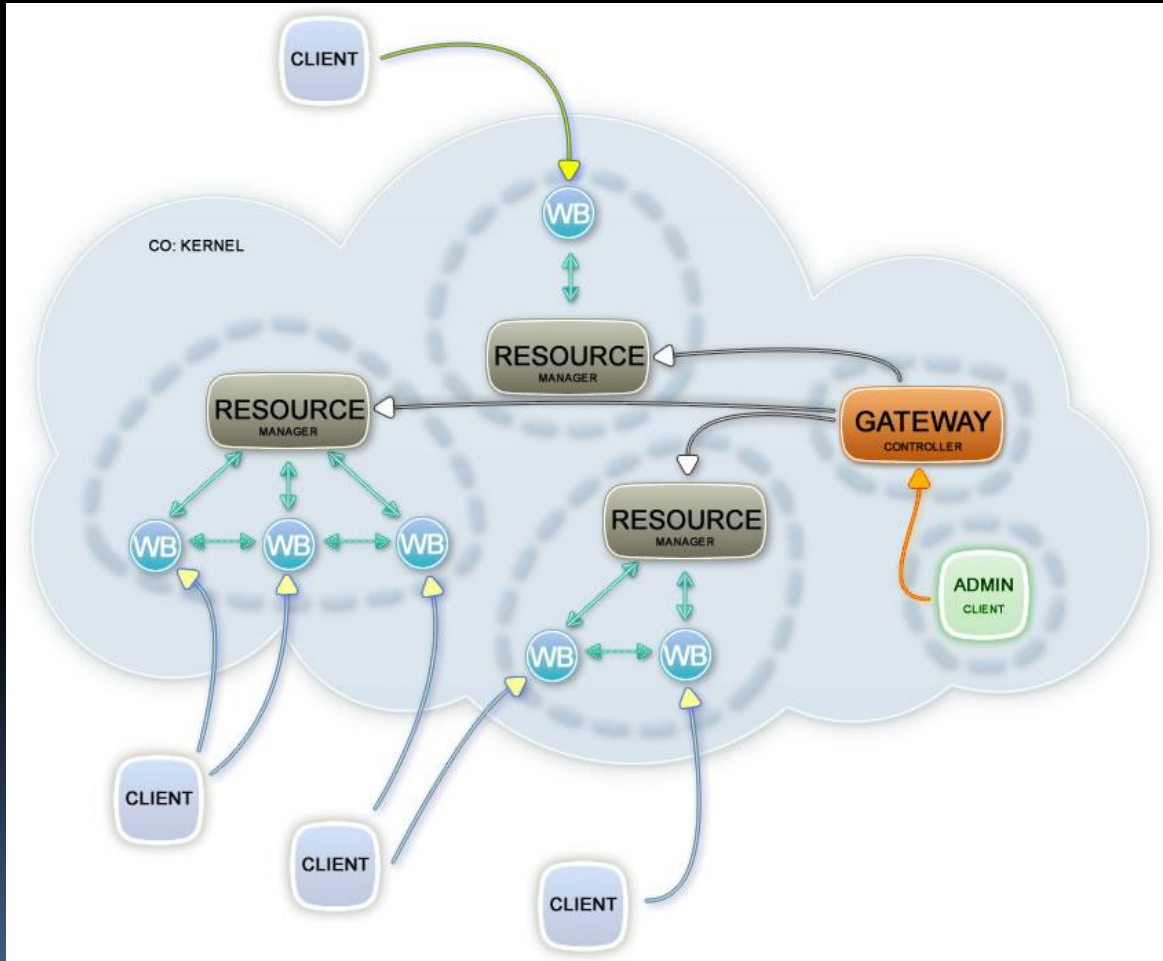 CLIENT
WB
CO: KERNEL
RESOURCE
MANAGER
RESOURCE
MANAGER
GATEWAY
CONTROLLER
RESOURCE
MANAGER
WB
WB
WB
ADMIN
CLIENT
WB
WB
CLIENT
CLIENT
CLIENT